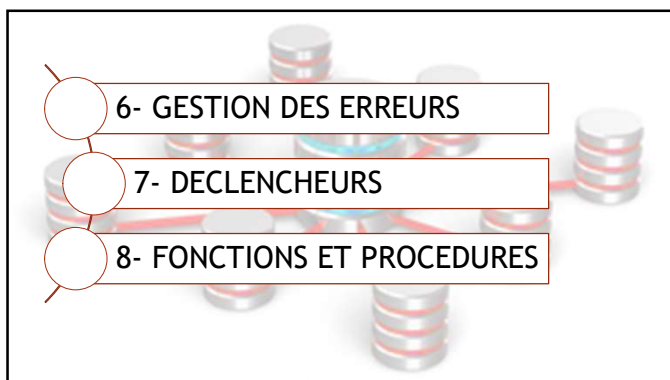 6- GESTION DES ERREURS
7- DECLENCHEURS
8- FONCTIONS ET PROCEDURES